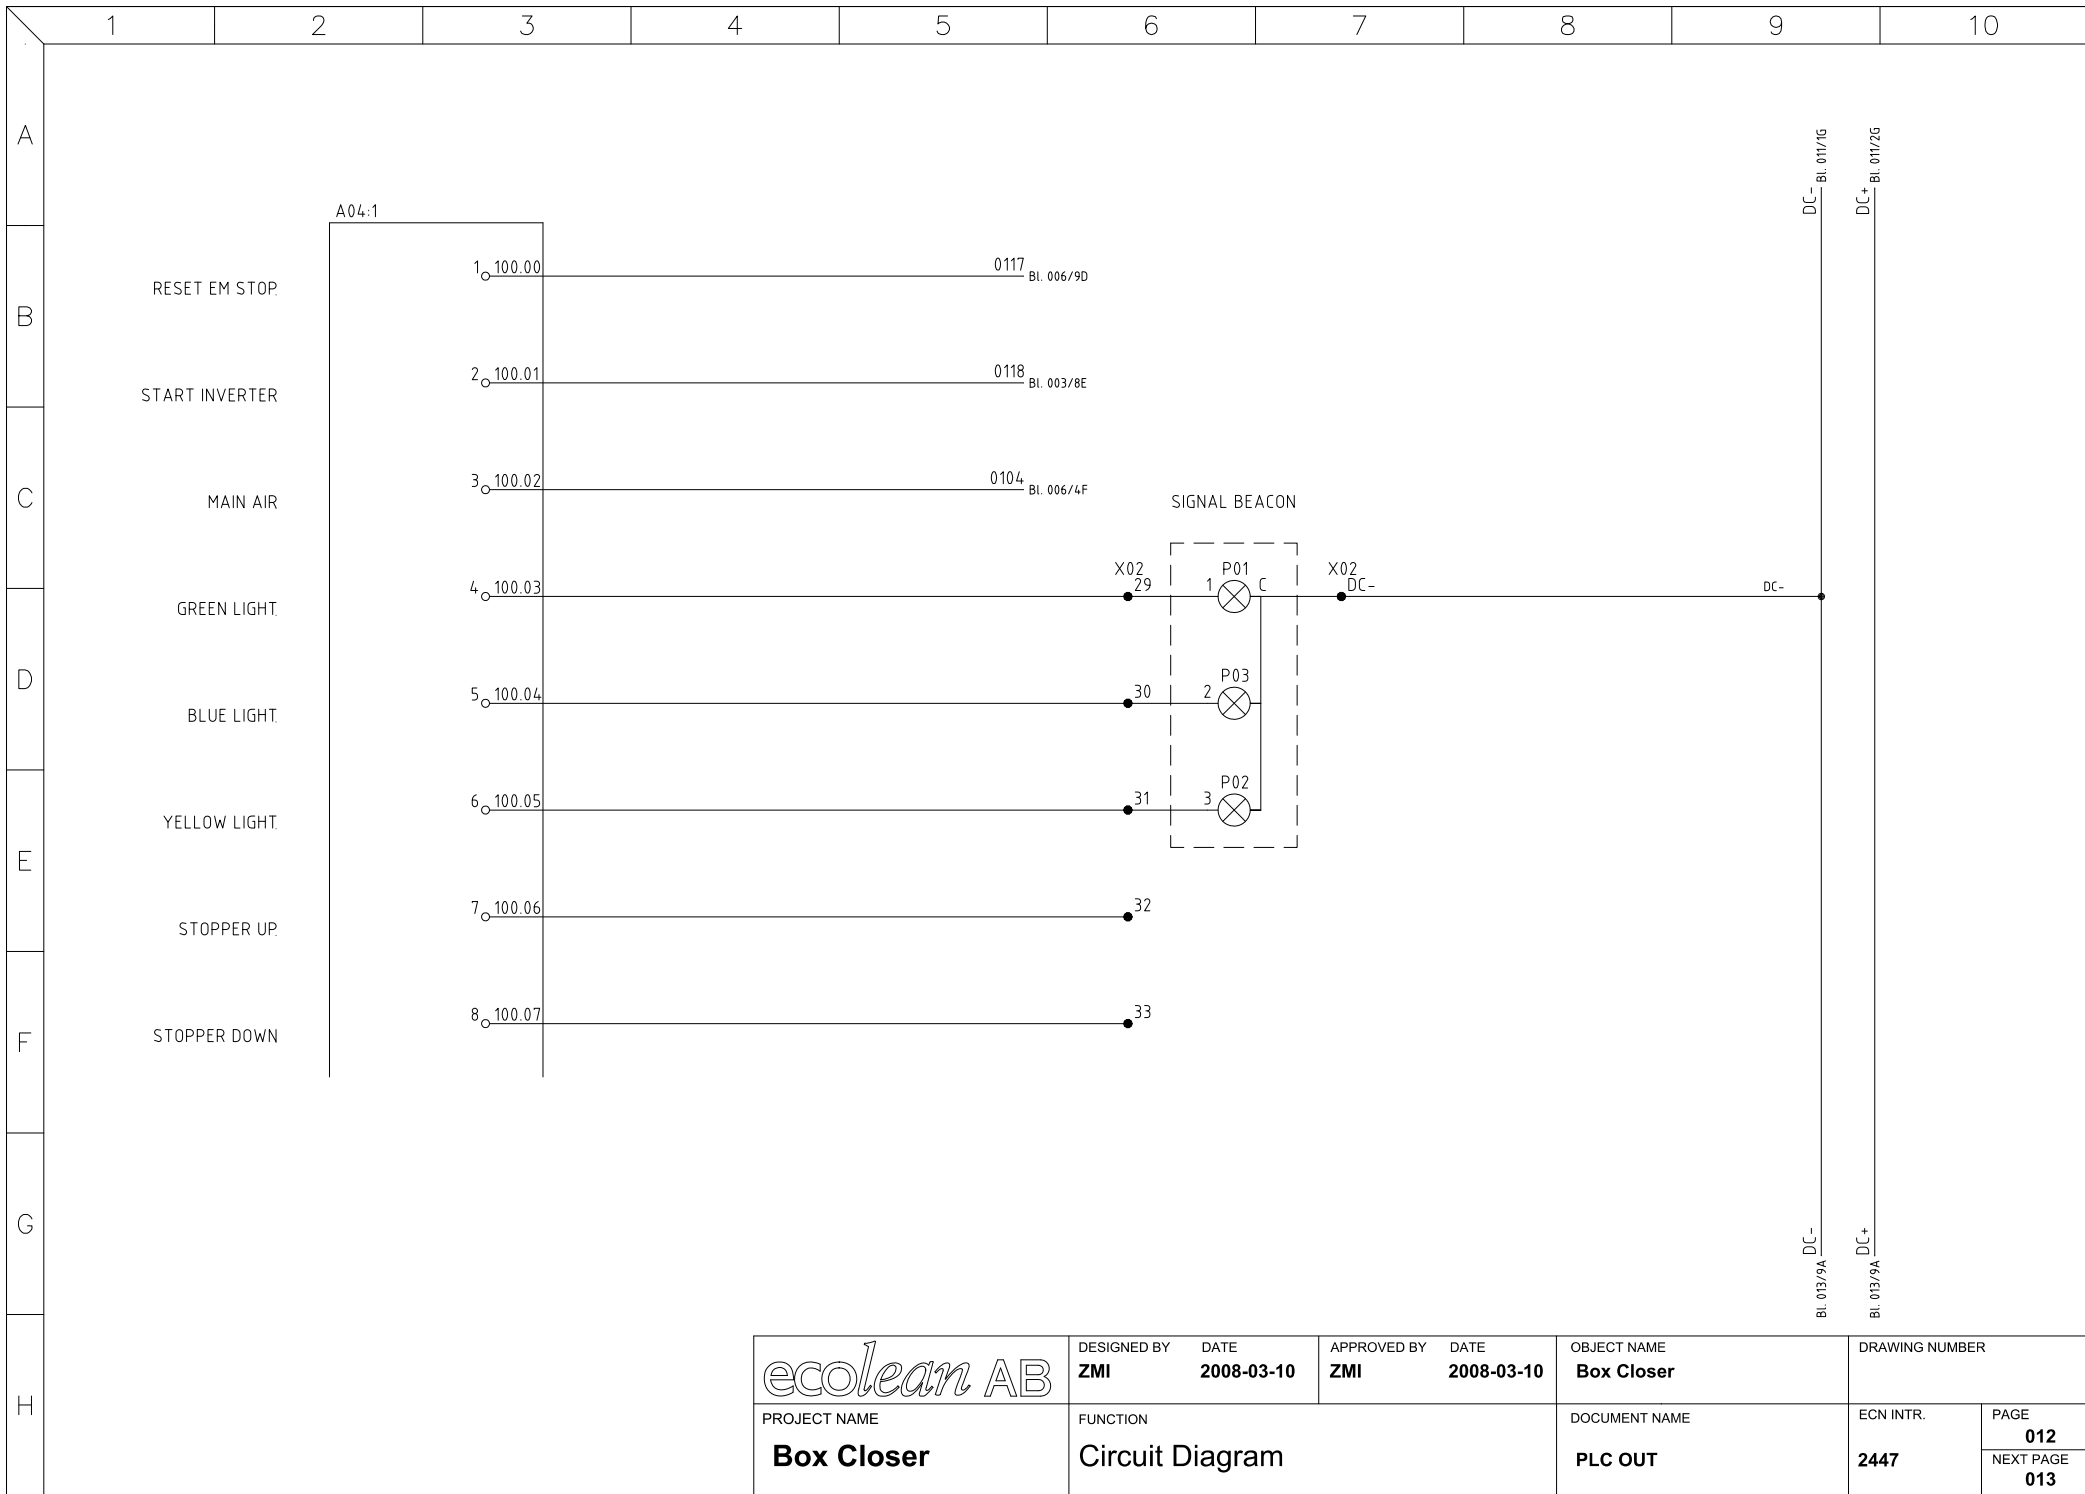 1 2 3 4 5 6 7 8 9 10
A
B
C
D
E
F
G
H
DC- Bl. 011/1G
DC+ Bl. 011/2G
A04:1
RESET EM STOP.
1 100.00
0117 Bl. 006/9D
START INVERTER
2 100.01
0118 Bl. 003/8E
MAIN AIR
3 100.02
0104 Bl. 006/4F
SIGNAL BEACON
GREEN LIGHT.
4 100.03
X02
29
1
P01
C
X02
DC-
DC-
BLUE LIGHT.
5 100.04
30
2
P03
YELLOW LIGHT.
6 100.05
31
3
P02
STOPPER UP.
7 100.06
32
STOPPER DOWN
8 100.07
33
DC- Bl. 013/9A
DC+ Bl. 013/9A
ecolean AB
DESIGNED BY DATE
ZMI 2008-03-10
APPROVED BY DATE
ZMI 2008-03-10
OBJECT NAME
Box Closer
DRAWING NUMBER
PROJECT NAME
Box Closer
FUNCTION
Circuit Diagram
DOCUMENT NAME
PLC OUT
ECN INTR.
2447
PAGE
012
NEXT PAGE
013